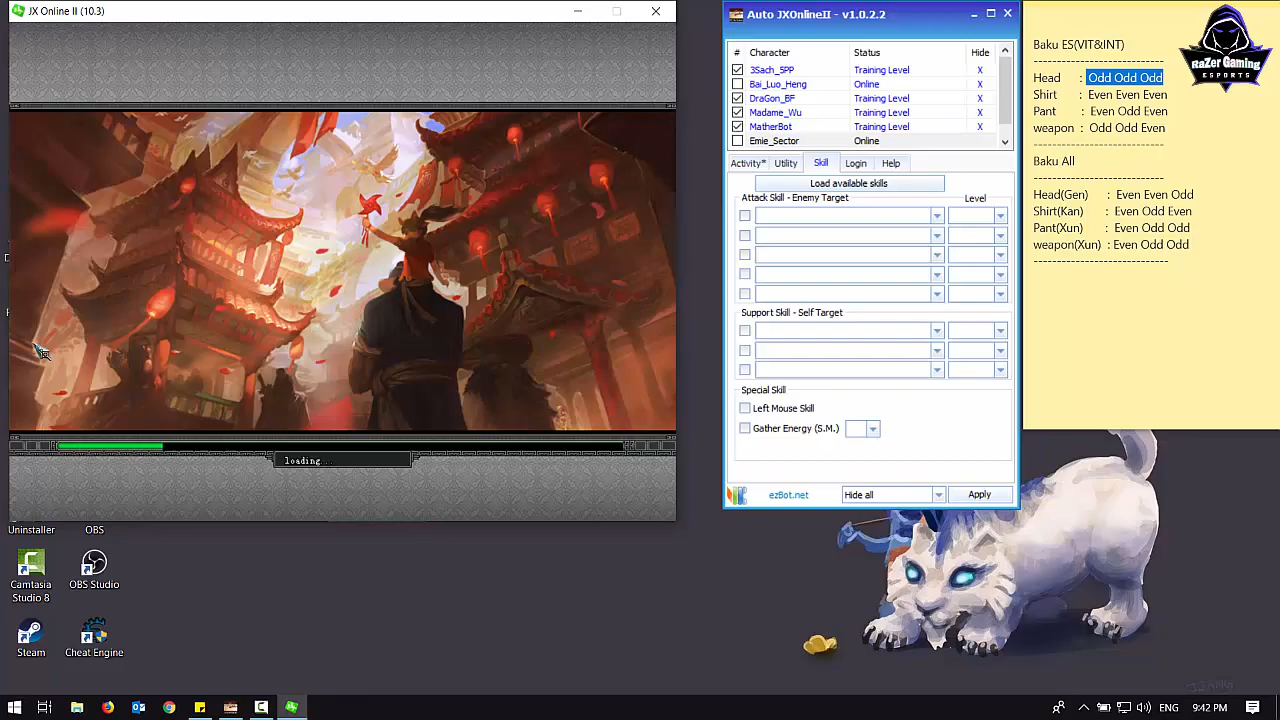 JX Online II (10.3)
loading...
Uninstaller
OBS
Camtasia
Studio 8
OBS Studio
Steam
Cheat Engine
Auto JXOnlineII - v1.0.2.2
# Character Status Hide
3Sach_5PP Training Level X
Bai_Luo_Heng Online X
DraGon_BF Training Level X
Madame_Wu Training Level X
MatherBot Training Level X
Emie_Sector Online
Activity* Utility Skill Login Help
Load available skills
Attack Skill - Enemy Target Level
Support Skill - Self Target
Special Skill
Left Mouse Skill
Gather Energy (S.M.)
ezBot.net Hide all Apply
Baku ES(VIT&INT)
--------------------------
Head : Odd Odd Odd
Shirt : Even Even Even
Pant : Even Odd Odd
weapon : Odd Odd Even
--------------------------
Baku All
--------------------------
Head(Gen) : Even Even Odd
Shirt(Kan) : Even Odd Even
Pant(Xun) : Even Odd Odd
weapon(Xun) : Even Odd Odd
---------------------------
RaZer Gaming
ESPORTS
ENG 9:42 PM